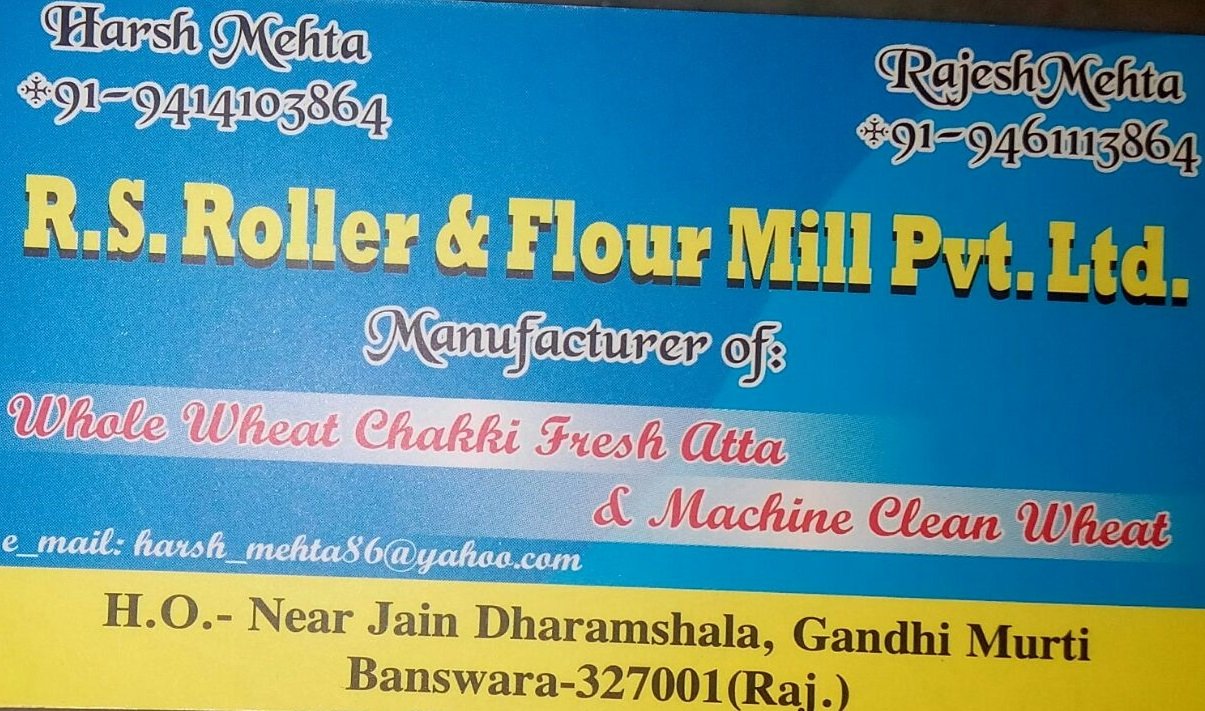 Harsh Mehta
+91-9414103864
Rajesh Mehta
+91-9461113864
R.S. Roller & Flour Mill Pvt. Ltd.
Manufacturer of:
Whole Wheat Chakki Fresh Atta
& Machine Clean Wheat
e_mail: harsh_mehta86@yahoo.com
H.O.- Near Jain Dharamshala, Gandhi Murti
Banswara-327001(Raj.)